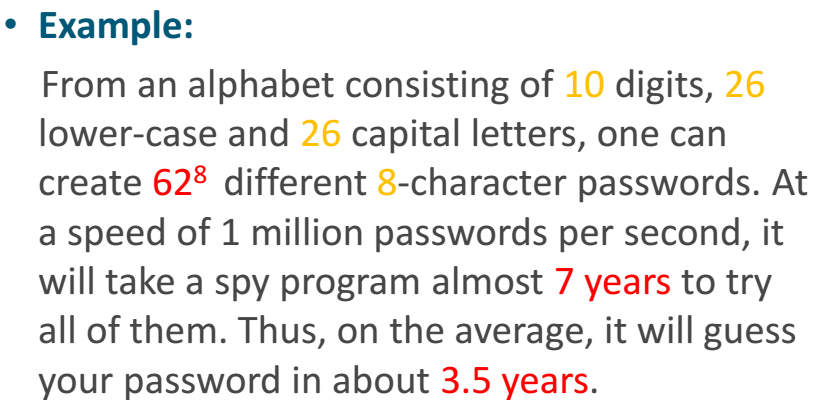 • Example:
From an alphabet consisting of 10 digits, 26
lower-case and 26 capital letters, one can
create 62⁸ different 8-character passwords. At
a speed of 1 million passwords per second, it
will take a spy program almost 7 years to try
all of them. Thus, on the average, it will guess
your password in about 3.5 years.